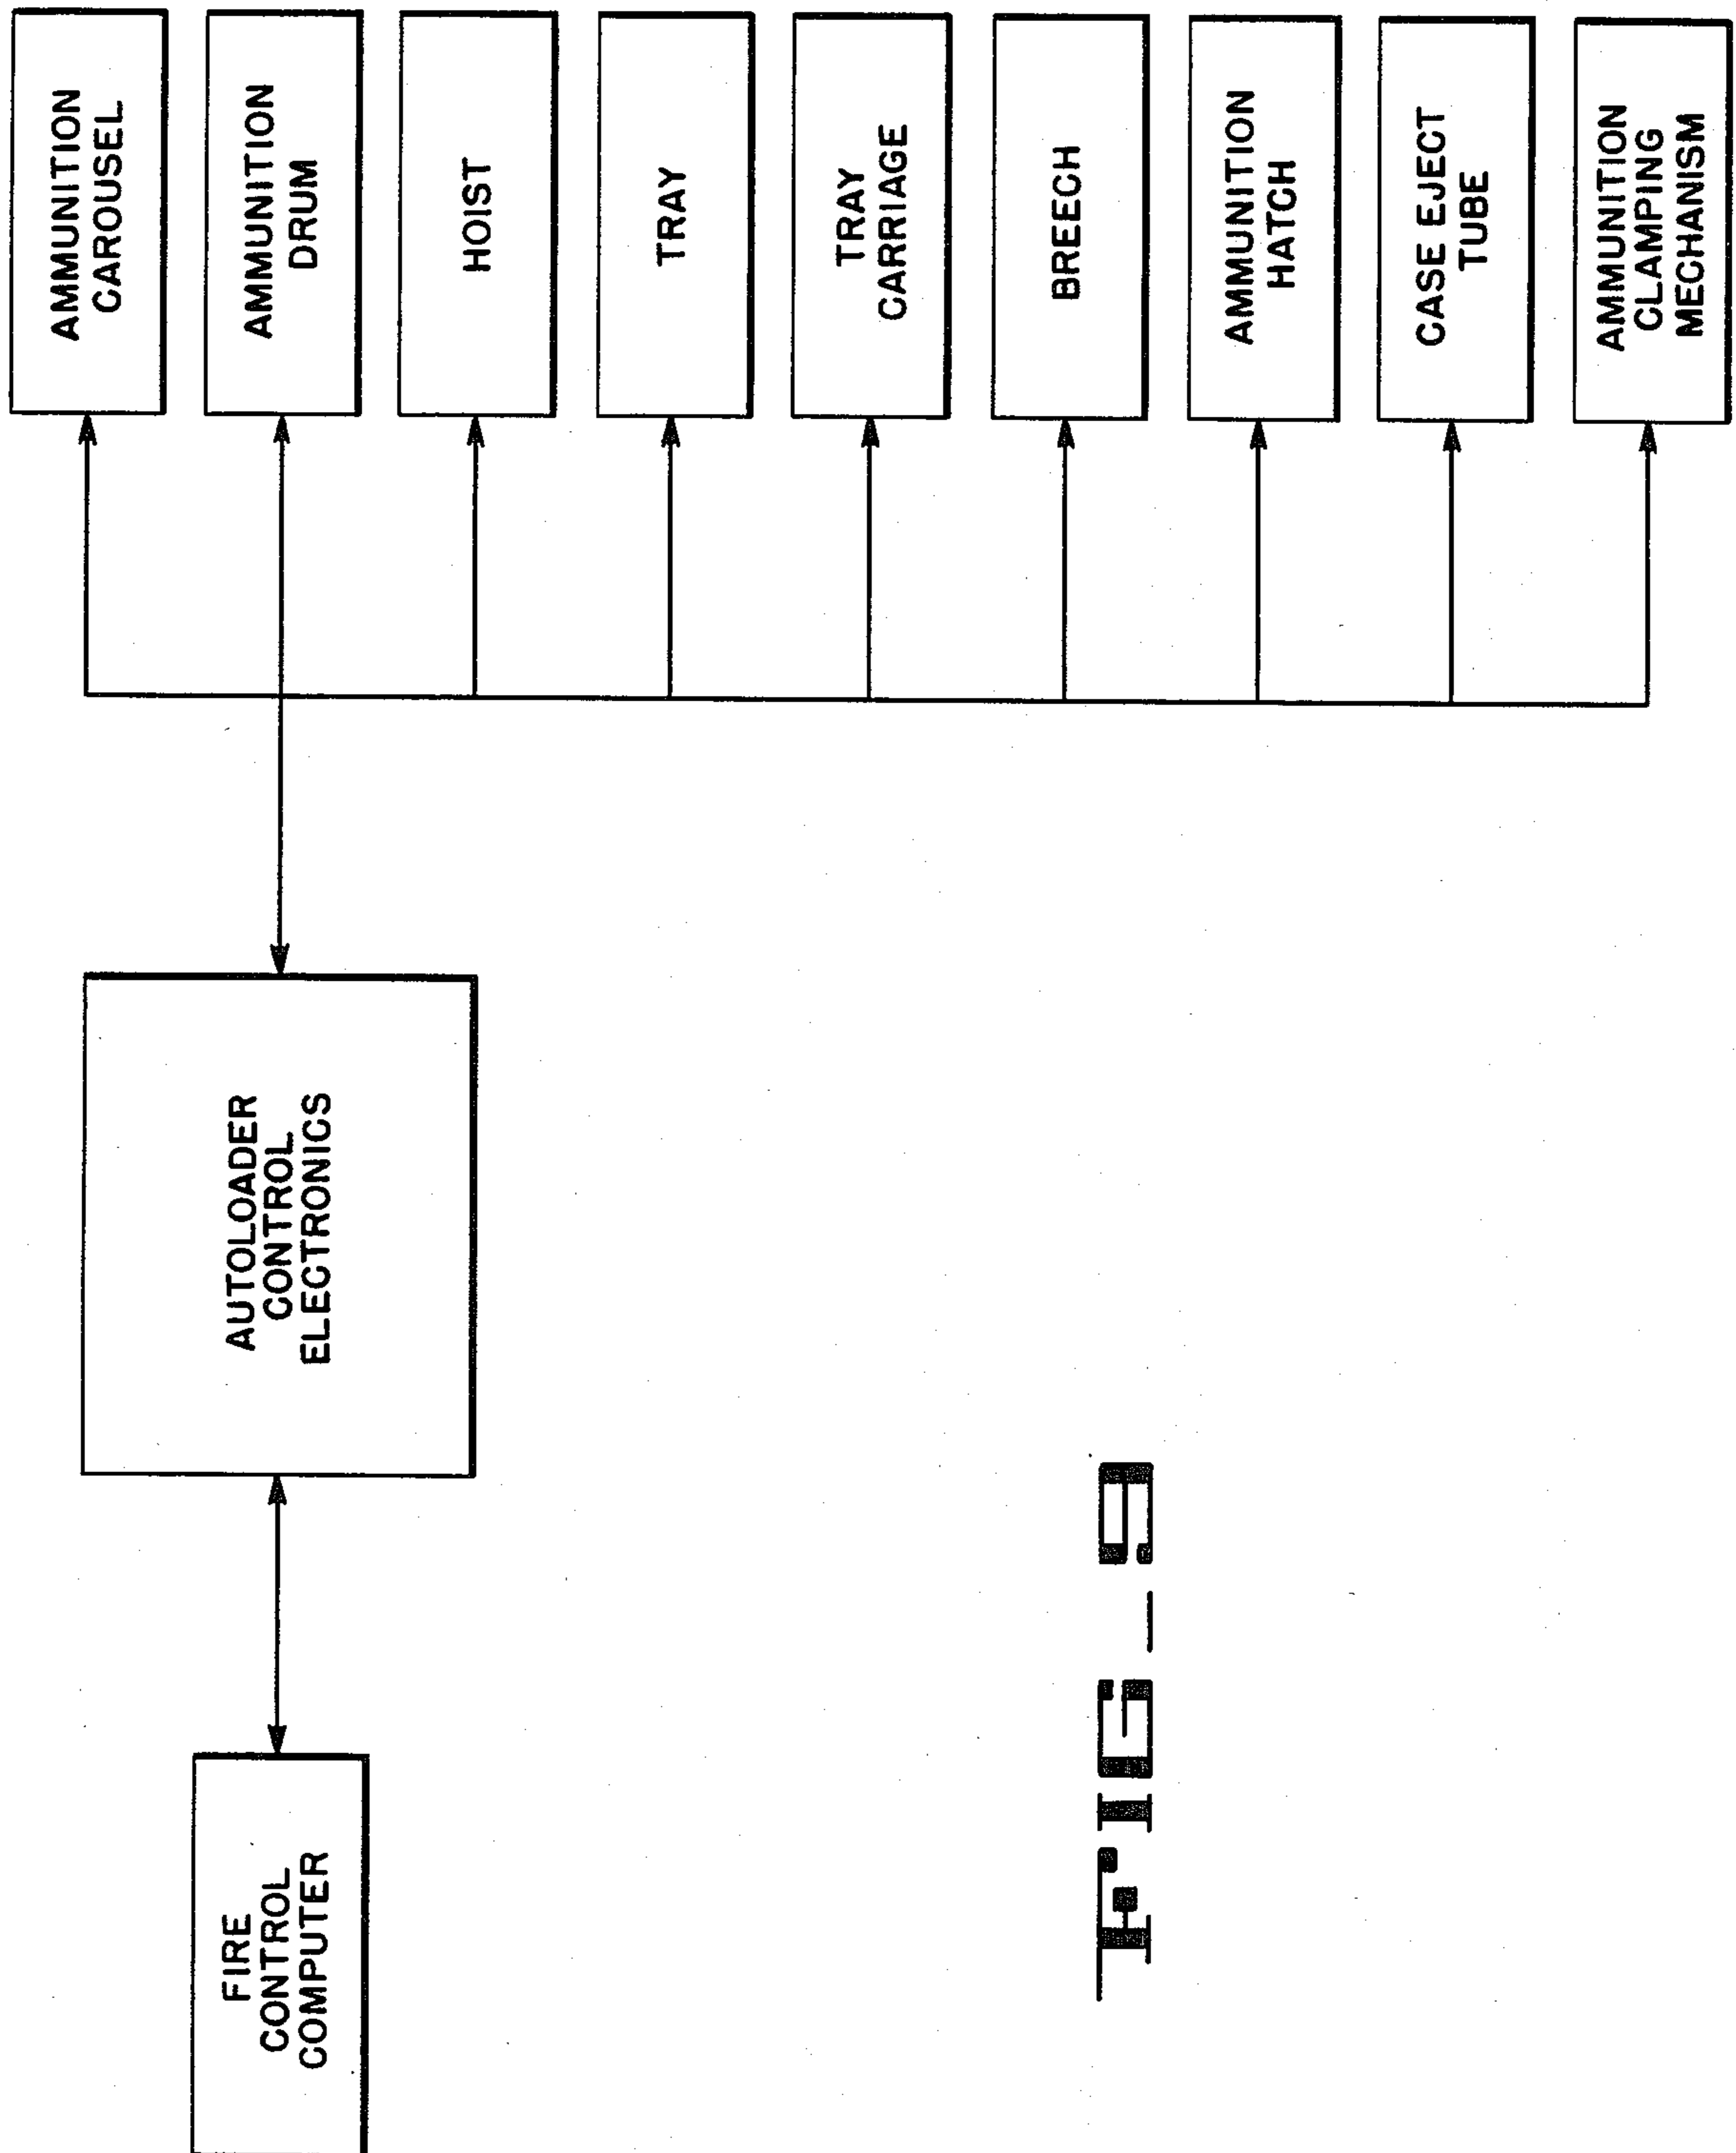 AMMUNITION
CAROUSEL
AMMUNITION
DRUM
HOIST
TRAY
TRAY
CARRIAGE
BREECH
AMMUNITION
HATCH
CASE EJECT
TUBE
AMMUNITION
CLAMPING
MECHANISM
AUTOLOADER
CONTROL
ELECTRONICS
FIRE
CONTROL
COMPUTER
FIG_9